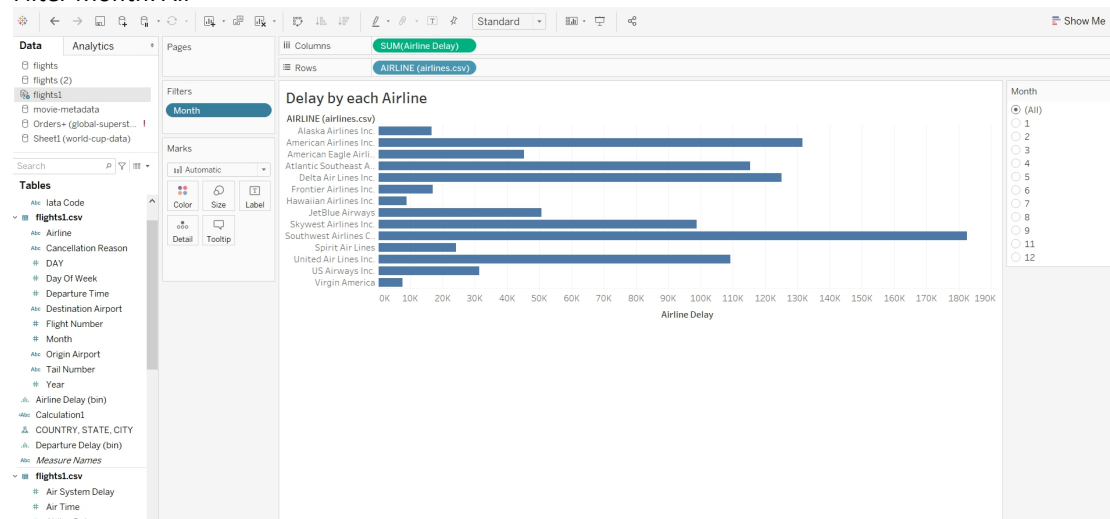 Standard
Show Me
Data
Analytics
Pages
Columns
SUM(Airline Delay)
Rows
AIRLINE (airlines.csv)
flights
flights (2)
flights1
movie-metadata
Orders+ (global-superst... !
Sheet1 (world-cup-data)
Search
Tables
Abc Iata Code
flights1.csv
Abc Airline
Abc Cancellation Reason
# DAY
# Day Of Week
# Departure Time
Abc Destination Airport
# Flight Number
# Month
Abc Origin Airport
Abc Tail Number
# Year
Airline Delay (bin)
Abc Calculation1
COUNTRY, STATE, CITY
Departure Delay (bin)
Abc Measure Names
flights1.csv
# Air System Delay
# Air Time
Filters
Month
Marks
Automatic
Color
Size
Label
Detail
Tooltip
Delay by each Airline
AIRLINE (airlines.csv)
Alaska Airlines Inc.
American Airlines Inc.
American Eagle Airli..
Atlantic Southeast A..
Delta Air Lines Inc.
Frontier Airlines Inc.
Hawaiian Airlines Inc.
JetBlue Airways
Skywest Airlines Inc.
Southwest Airlines C..
Spirit Air Lines
United Air Lines Inc.
US Airways Inc.
Virgin America
0K 10K 20K 30K 40K 50K 60K 70K 80K 90K 100K 110K 120K 130K 140K 150K 160K 170K 180K 190K
Airline Delay
Month
(All)
1
2
3
4
5
6
7
8
9
11
12